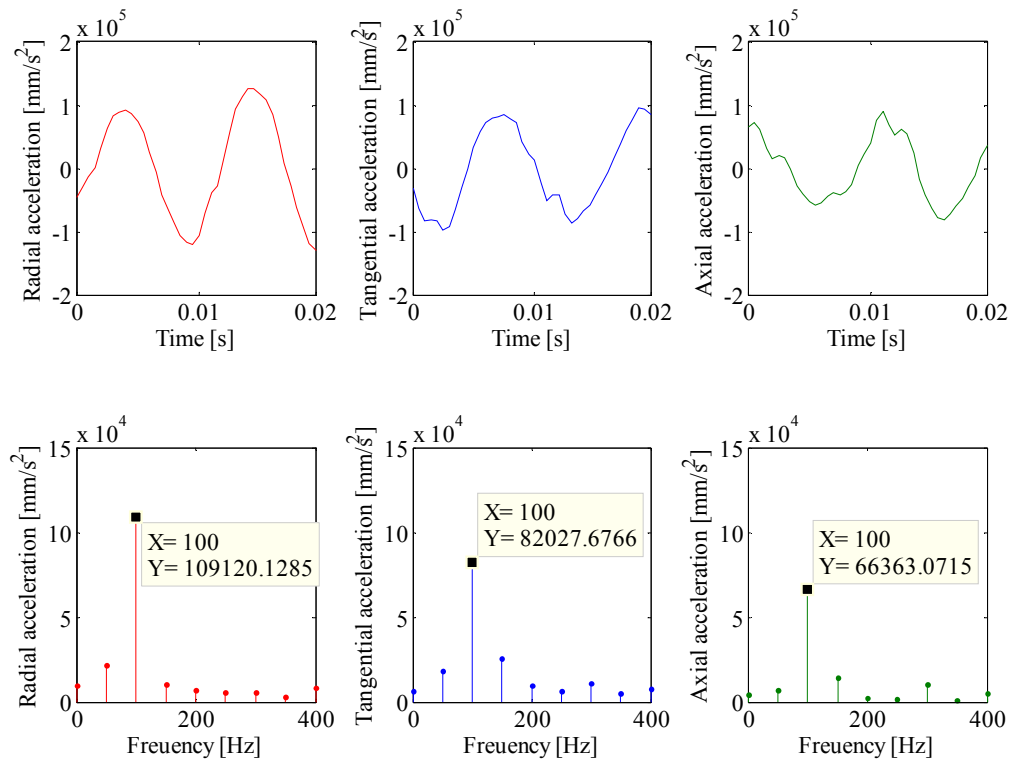 x 10^5
2
1
0
-1
-2
0
0.01
0.02
Time [s]
Radial acceleration [mm/s^2]
x 10^5
2
1
0
-1
-2
0
0.01
0.02
Time [s]
Tangential acceleration [mm/s^2]
x 10^5
2
1
0
-1
-2
0
0.01
0.02
Time [s]
Axial acceleration [mm/s^2]
x 10^4
15
10
5
0
0
200
400
Freuency [Hz]
Radial acceleration [mm/s^2]
X= 100
Y= 109120.1285
x 10^4
15
10
5
0
0
200
400
Freuency [Hz]
Tangential acceleration [mm/s^2]
X= 100
Y= 82027.6766
x 10^4
15
10
5
0
0
200
400
Freuency [Hz]
Axial acceleration [mm/s^2]
X= 100
Y= 66363.0715